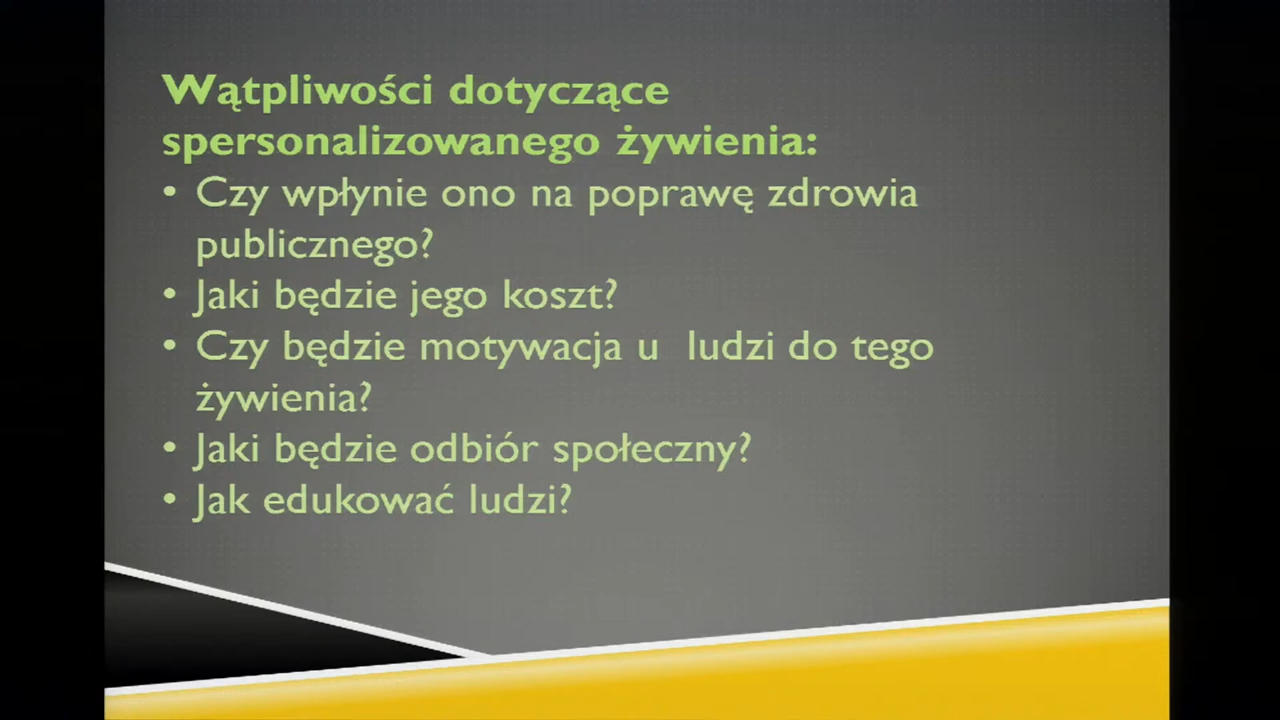 Wątpliwości dotyczące
spersonalizowanego żywienia:
• Czy wpłynie ono na poprawę zdrowia
publicznego?
• Jaki będzie jego koszt?
• Czy będzie motywacja u  ludzi do tego
żywienia?
• Jaki będzie odbiór społeczny?
• Jak edukować ludzi?